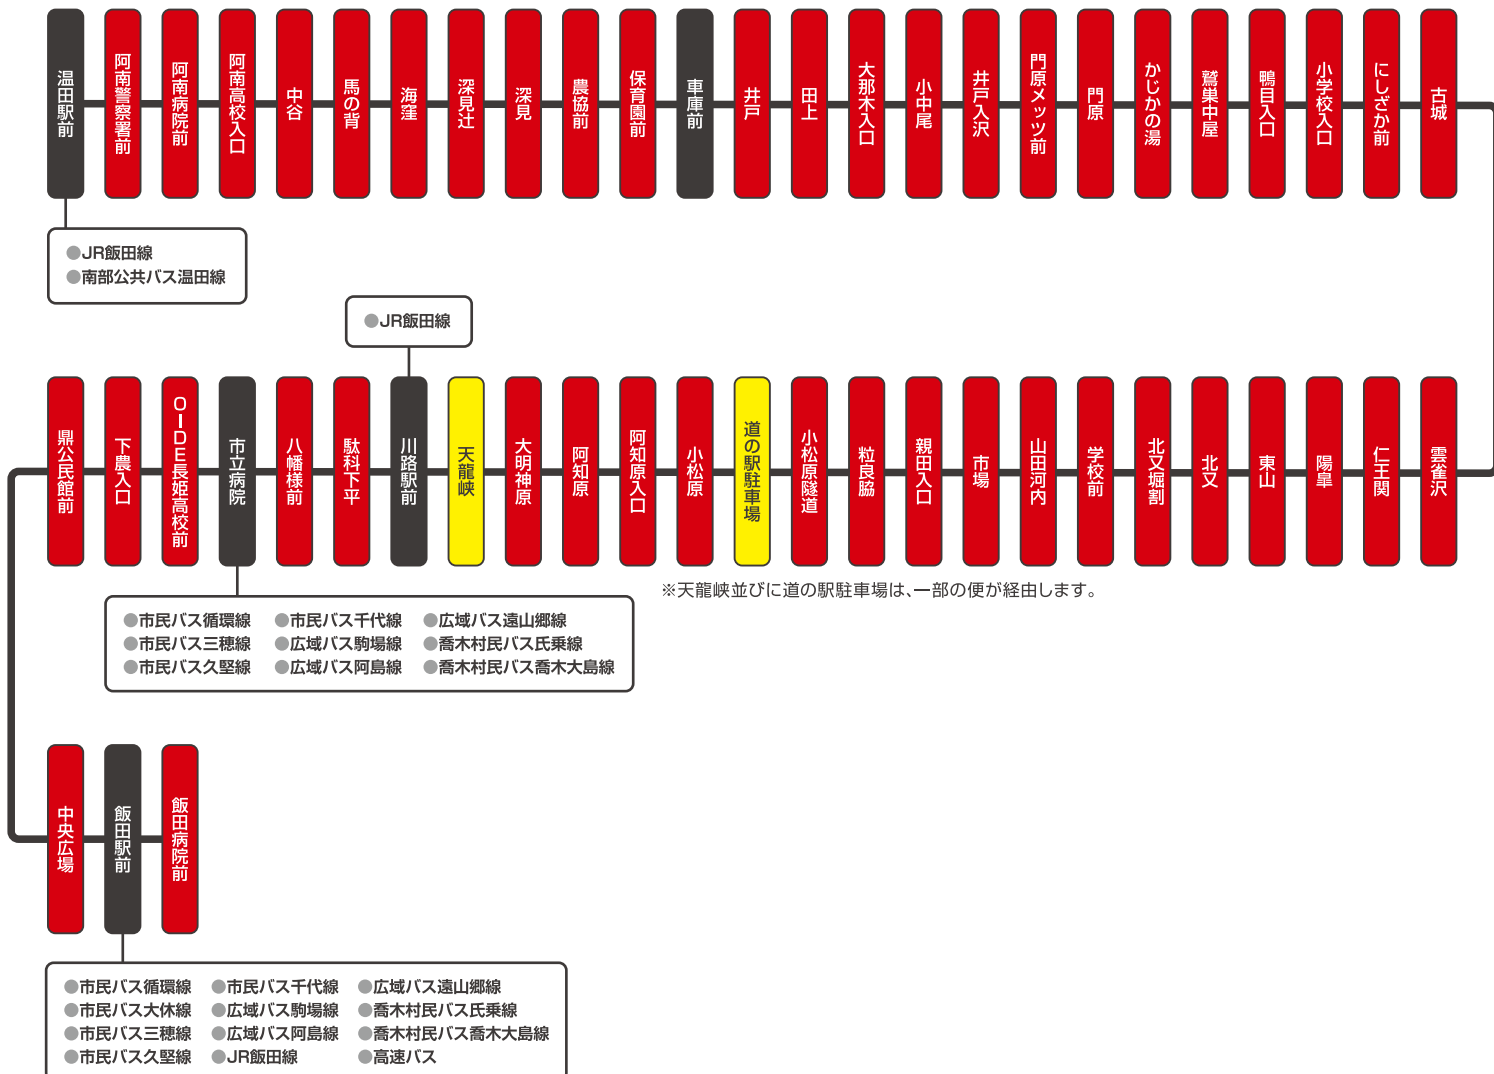 温田駅前
阿南警察署前
阿南病院前
阿南高校入口
中谷
馬の背
海窪
深見辻
深見
農協前
保育園前
車庫前
井戸
田上
大那木入口
小中尾
井戸入沢
門原メッツ前
門原
かじかの湯
鷲巣中屋
鴨目入口
小学校入口
にしざか前
古城
●JR飯田線
●南部公共バス温田線
●JR飯田線
鼎公民館前
下農入口
OIDE長姫高校前
市立病院
八幡様前
駄科下平
川路駅前
天龍峡
大明神原
阿知原
阿知原入口
小松原
道の駅駐車場
小松原隧道
粒良脇
親田入口
市場
山田河内
学校前
北又堀割
北又
東山
陽皐
仁王関
雲雀沢
※天龍峡並びに道の駅駐車場は、一部の便が経由します。
●市民バス循環線 ●市民バス千代線 ●広域バス遠山郷線
●市民バス三穂線 ●広域バス駒場線 ●喬木村民バス氏乗線
●市民バス久堅線 ●広域バス阿島線 ●喬木村民バス喬木大島線
中央広場
飯田駅前
飯田病院前
●市民バス循環線 ●市民バス千代線 ●広域バス遠山郷線
●市民バス大休線 ●広域バス駒場線 ●喬木村民バス氏乗線
●市民バス三穂線 ●広域バス阿島線 ●喬木村民バス喬木大島線
●市民バス久堅線 ●JR飯田線 ●高速バス